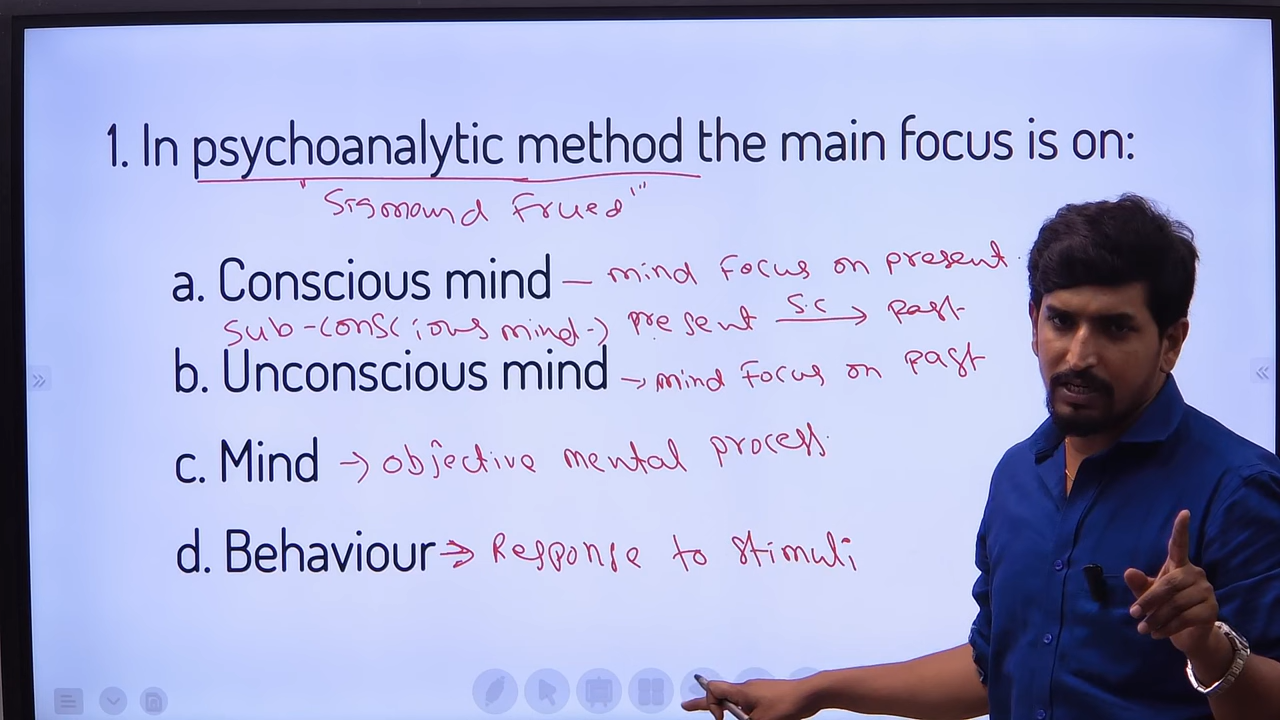 1. In psychoanalytic method the main focus is on:
"Sigmound Frued"
a. Conscious mind — mind Focus on present
Sub-conscious mind -> present S.C -> past
b. Unconscious mind -> mind Focus on past
c. Mind -> objective mental process
d. Behaviour => Response to stimuli